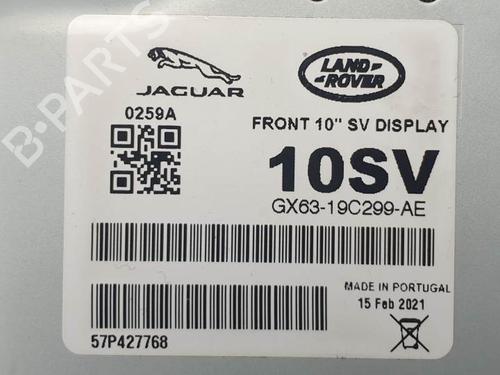 JAGUAR
LAND
ROVER
0259A
FRONT 10" SV DISPLAY
10SV
GX63-19C299-AE
MADE IN PORTUGAL
15 Feb 2021
57P427768
B-PARTS